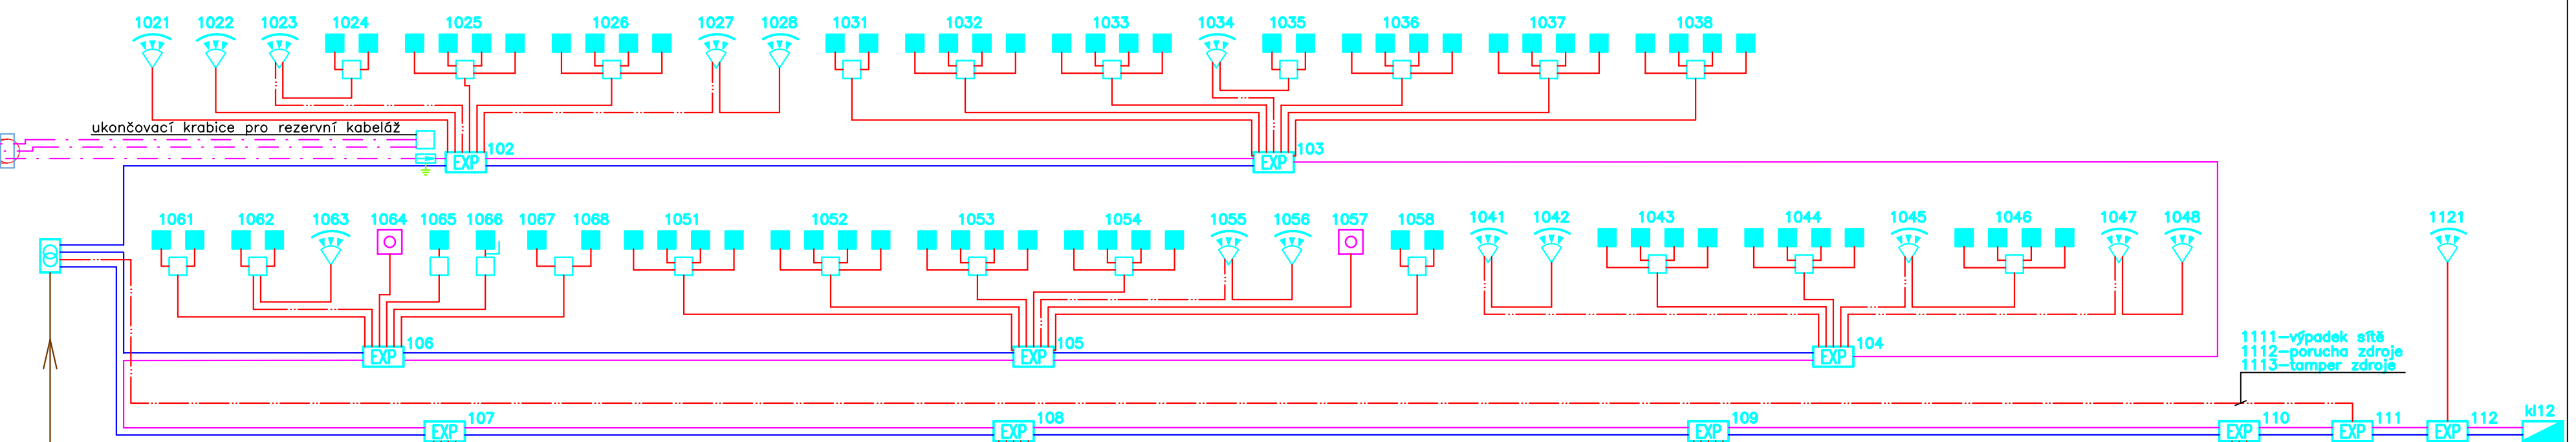 1021 1022 1023 1024 1025 1026 1027 1028 1031 1032 1033 1034 1035 1036 1037 1038
ukončovací krabice pro rezervní kabeláž
EXP 102 EXP 103
1061 1062 1063 1064 1065 1066 1067 1068 1051 1052 1053 1054 1055 1056 1057 1058 1041 1042 1043 1044 1045 1046 1047 1048 1121
EXP 106 EXP 105 EXP 104
1111-výpadek sítě
1112-porucha zdroje
1113-tamper zdroje
EXP 107 EXP 108 EXP 109 EXP 110 EXP 111 EXP 112 kl12